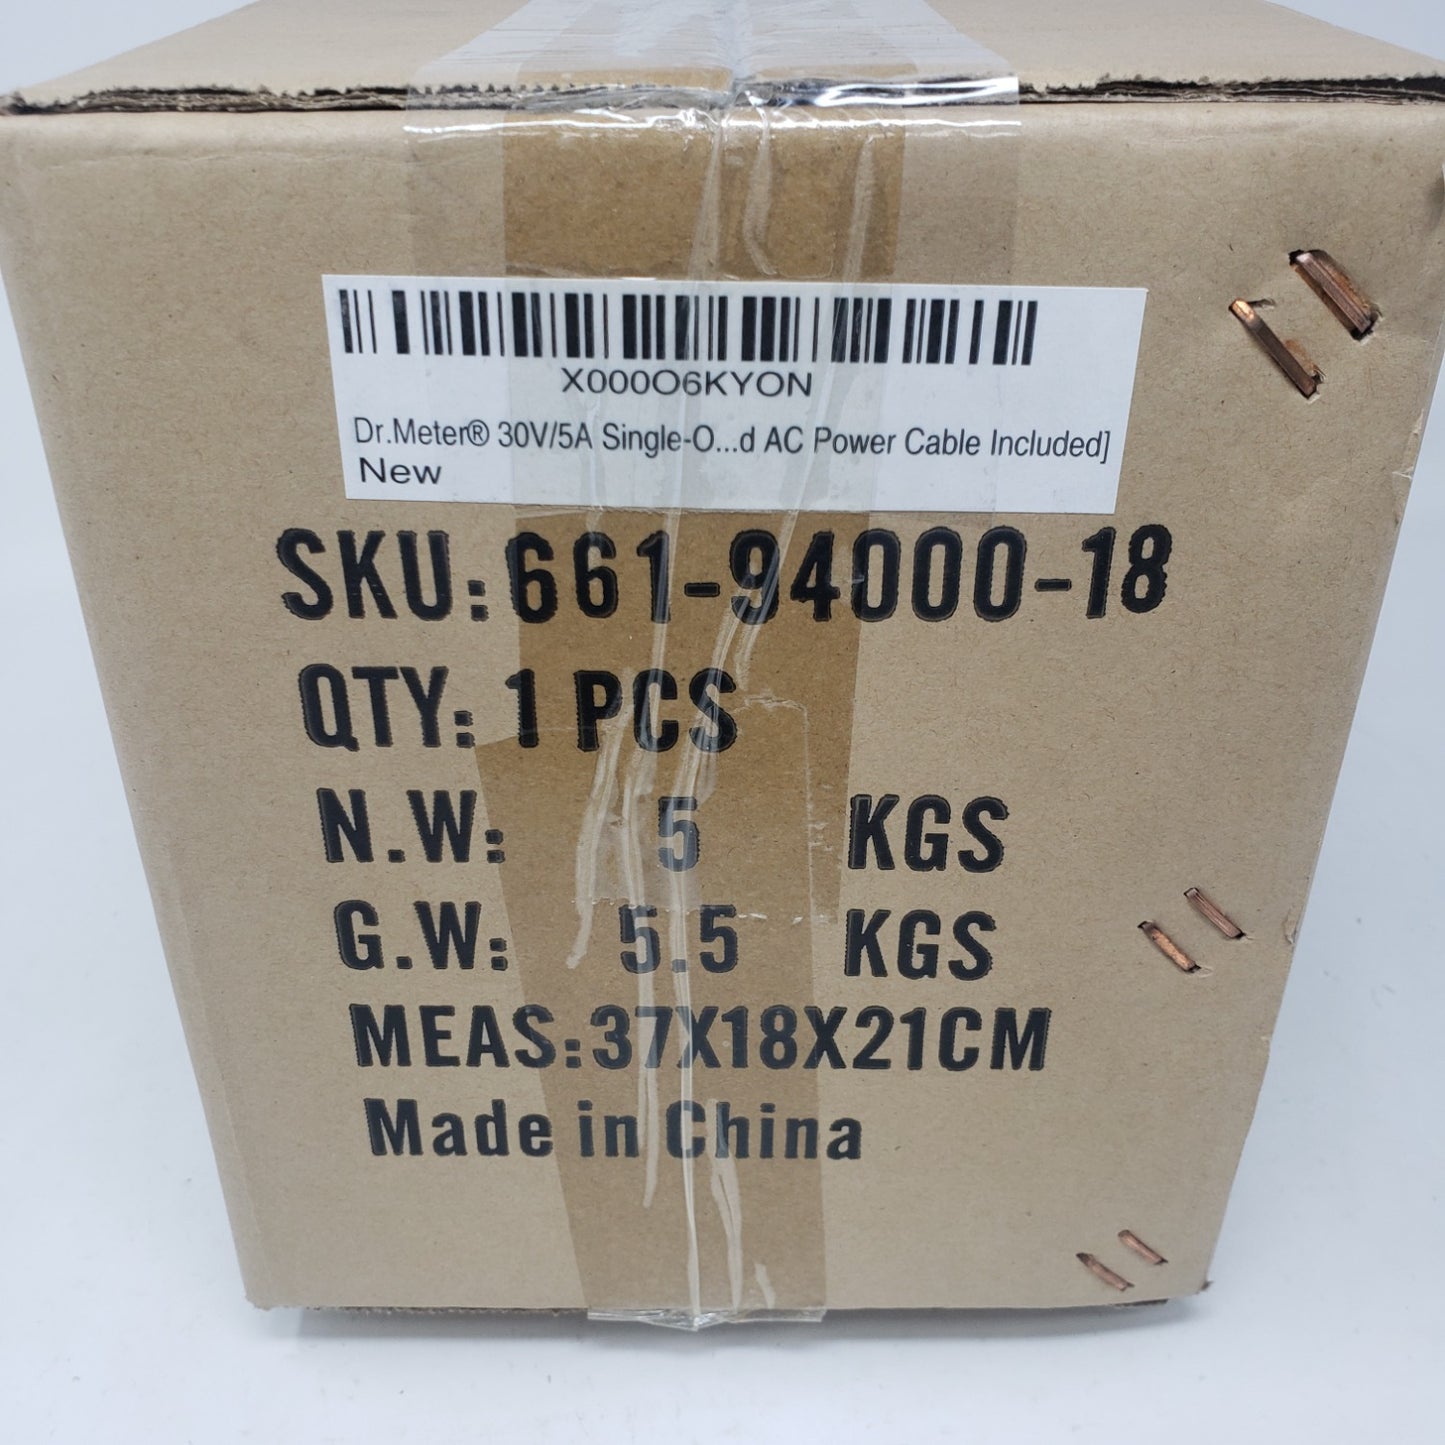 X000O6KYON
Dr.Meter® 30V/5A Single-O...d AC Power Cable Included]
New
SKU: 661-94000-18
QTY: 1 PCS
N.W: 5 KGS
G.W: 5.5 KGS
MEAS: 37X18X21CM
Made in China